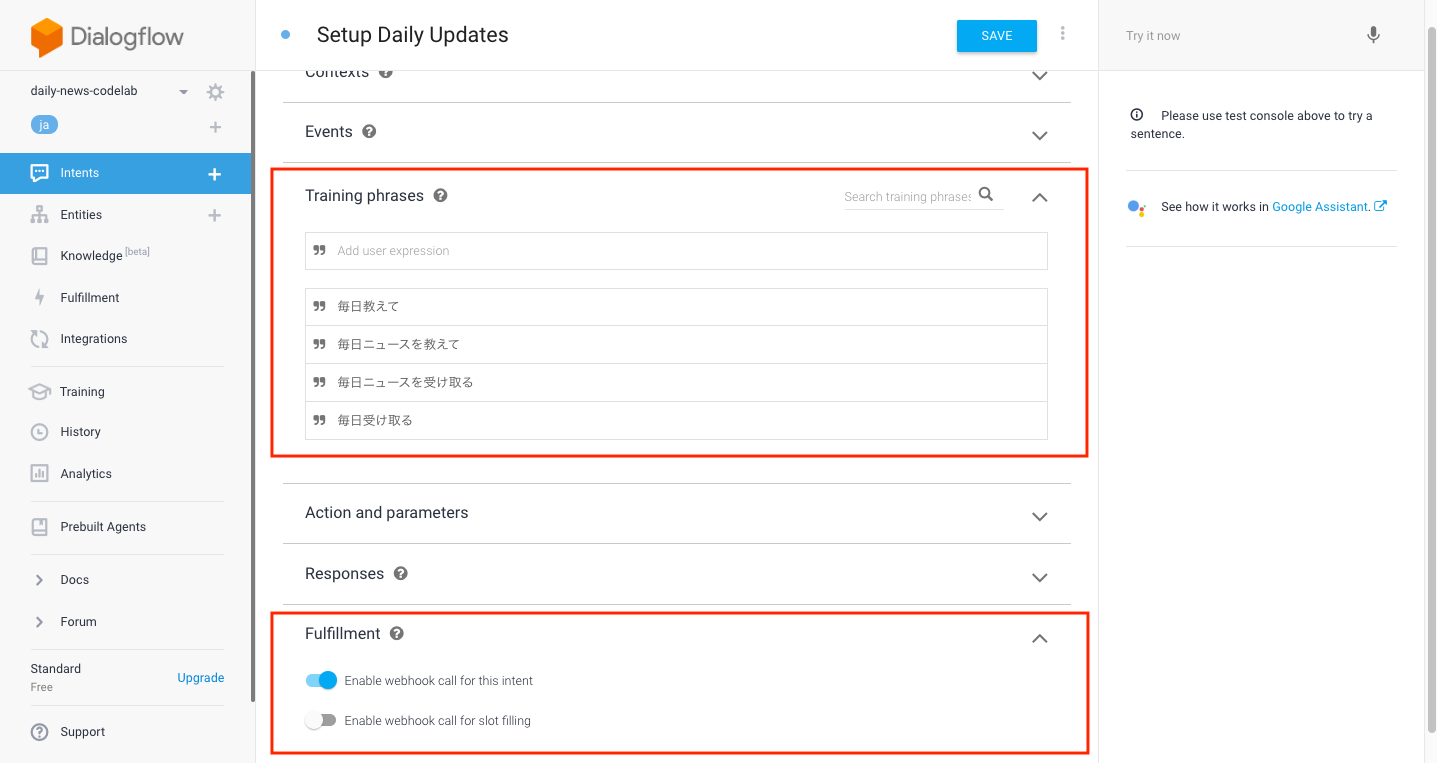 Dialogflow
daily-news-codelab
ja
Intents
Entities
Knowledge [beta]
Fulfillment
Integrations
Training
History
Analytics
Prebuilt Agents
Docs
Forum
Standard
Free
Upgrade
Support
Setup Daily Updates
SAVE
Contexts
Events
Training phrases
Search training phrases
Add user expression
毎日教えて
毎日ニュースを教えて
毎日ニュースを受け取る
毎日受け取る
Action and parameters
Responses
Fulfillment
Enable webhook call for this intent
Enable webhook call for slot filling
Try it now
Please use test console above to try a
sentence.
See how it works in Google Assistant.